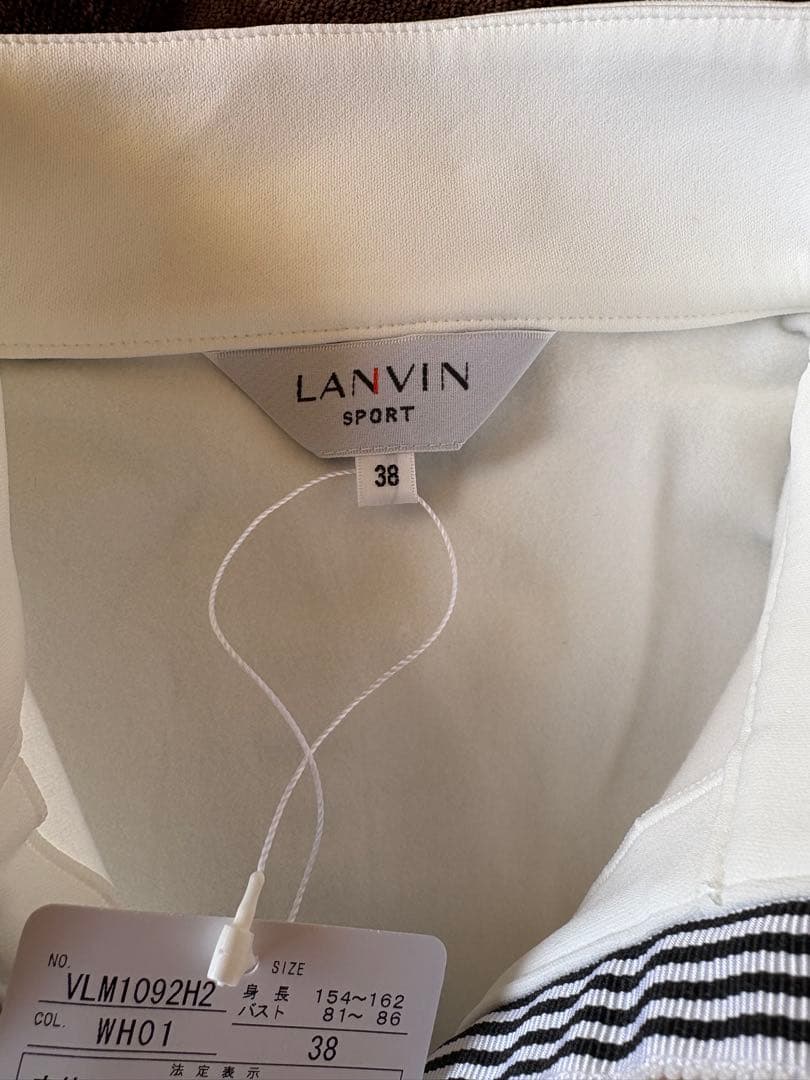 LANVIN
SPORT
38
NO. VLM1092H2
COL. WH01
SIZE
身長 154～162
バスト 81～ 86
38
法定表示